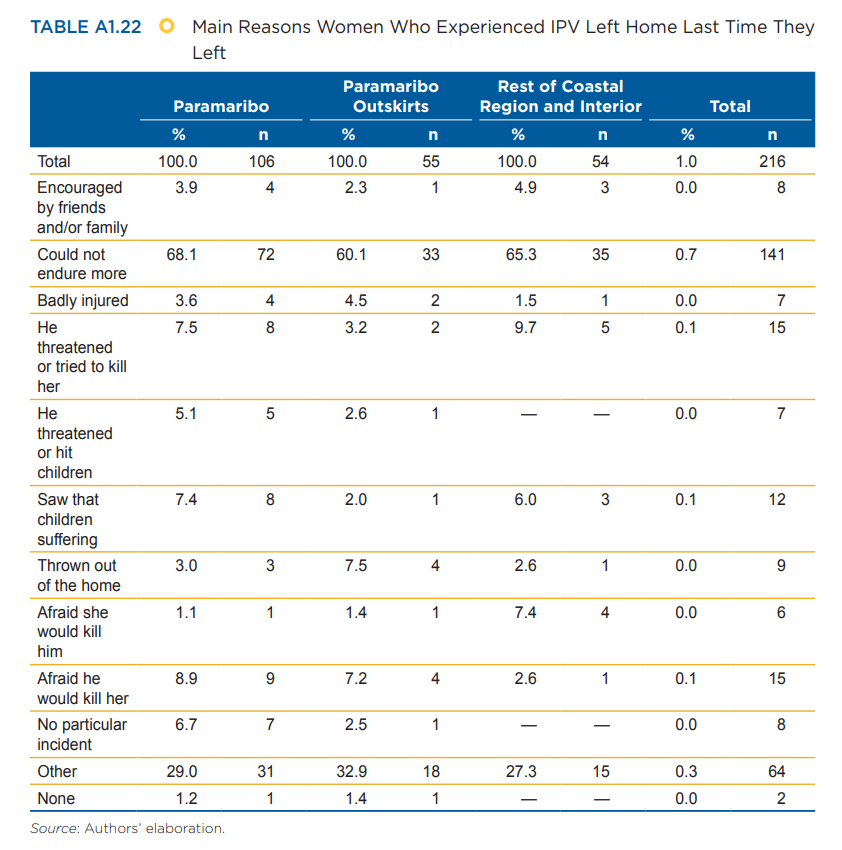 TABLE A1.22 Main Reasons Women Who Experienced IPV Left Home Last Time They
Left
Paramaribo
Paramaribo Outskirts
Rest of Coastal Region and Interior
Total
% n % n % n % n
Total 100.0 106 100.0 55 100.0 54 1.0 216
Encouraged 3.9 4 2.3 1 4.9 3 0.0 8
by friends
and/or family
Could not 68.1 72 60.1 33 65.3 35 0.7 141
endure more
Badly injured 3.6 4 4.5 2 1.5 1 0.0 7
He 7.5 8 3.2 2 9.7 5 0.1 15
threatened
or tried to kill
her
He 5.1 5 2.6 1 — — 0.0 7
threatened
or hit
children
Saw that 7.4 8 2.0 1 6.0 3 0.1 12
children
suffering
Thrown out 3.0 3 7.5 4 2.6 1 0.0 9
of the home
Afraid she 1.1 1 1.4 1 7.4 4 0.0 6
would kill
him
Afraid he 8.9 9 7.2 4 2.6 1 0.1 15
would kill her
No particular 6.7 7 2.5 1 — — 0.0 8
incident
Other 29.0 31 32.9 18 27.3 15 0.3 64
None 1.2 1 1.4 1 — — 0.0 2
Source: Authors' elaboration.